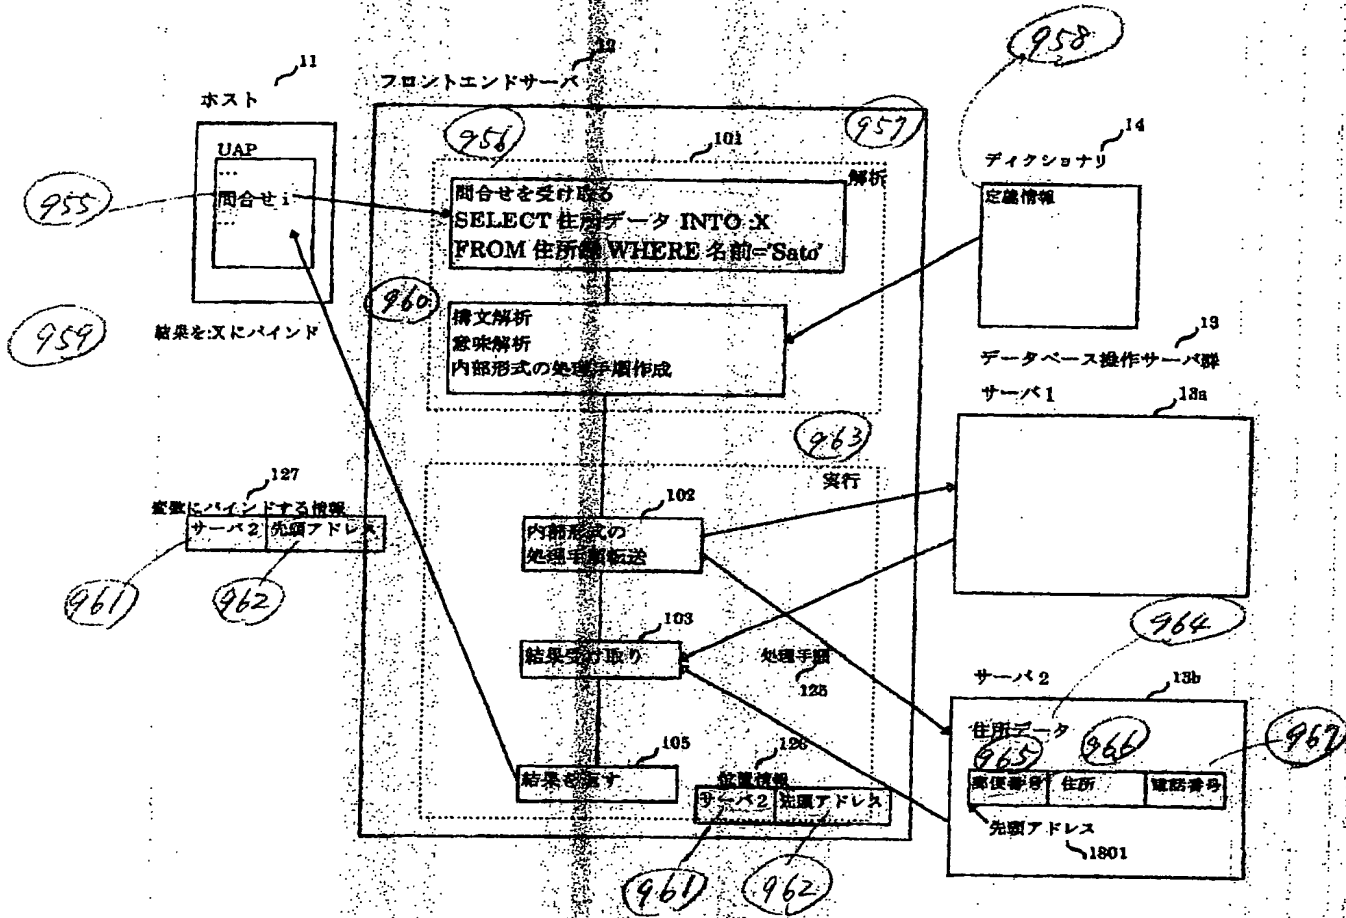 11
ホスト
UAP
...
問合せ i
...
955
959
結果を:Xにバインド
127
変数にバインドする情報
サーバ2 先頭アドレス
961
962
12
フロントエンドサーバ
956
957
101
解析
問合せを受け取る
SELECT 住所データ INTO :X
FROM 住所録 WHERE 名前='Sato'
960
構文解析
意味解析
内部形式の処理手順作成
963
実行
102
内部形式の
処理手順転送
103
結果受け取り
処理手順
125
105
結果を返す
126
位置情報
サーバ2 先頭アドレス
961
962
958
14
ディクショナリ
定義情報
13
データベース操作サーバ群
サーバ1
13a
964
サーバ2
13b
住所データ
965
966
967
郵便番号 住所 電話番号
先頭アドレス
1301